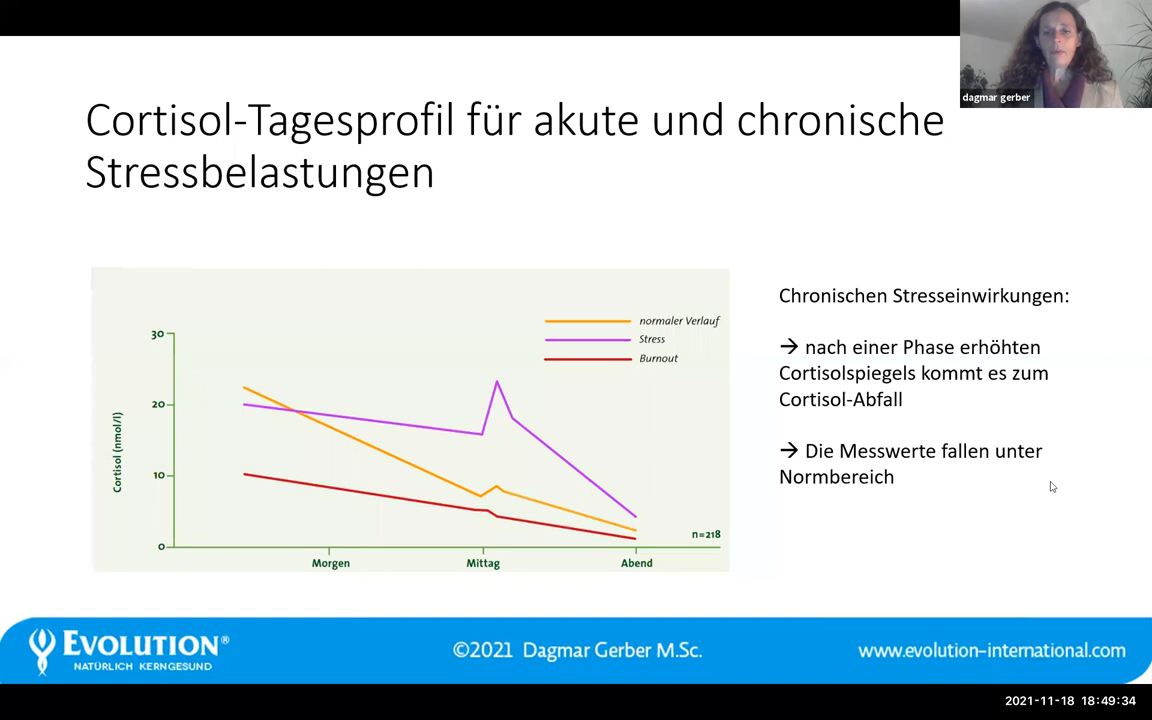 dagmar gerber
Cortisol-Tagesprofil für akute und chronische
Stressbelastungen
normaler Verlauf
Stress
Burnout
30
20
10
0
Cortisol (nmol/l)
n=218
Morgen
Mittag
Abend
Chronischen Stresseinwirkungen:
→ nach einer Phase erhöhten
Cortisolspiegels kommt es zum
Cortisol-Abfall
→ Die Messwerte fallen unter
Normbereich
EVOLUTION®
NATÜRLICH KERNGESUND
©2021 Dagmar Gerber M.Sc.
www.evolution-international.com
2021-11-18 18:49:34